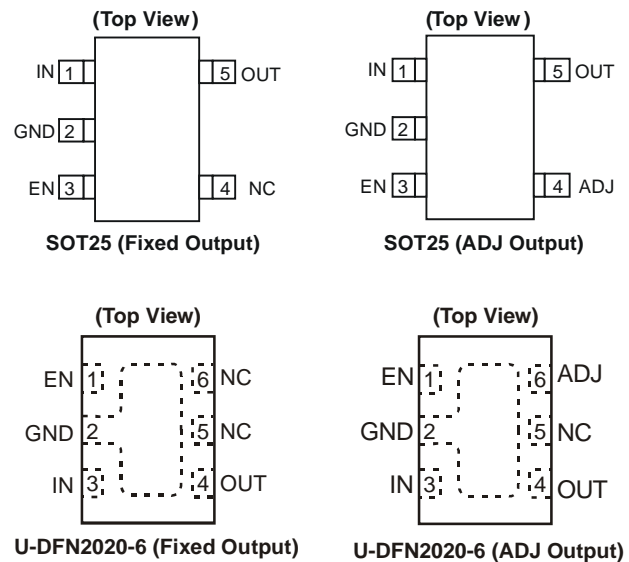 (Top View)
IN 1
5 OUT
GND 2
EN 3
4 NC
SOT25 (Fixed Output)
(Top View)
IN 1
5 OUT
GND 2
EN 3
4 ADJ
SOT25 (ADJ Output)
(Top View)
EN 1
6 NC
GND 2
5 NC
IN 3
4 OUT
U-DFN2020-6 (Fixed Output)
(Top View)
EN 1
6 ADJ
GND 2
5 NC
IN 3
4 OUT
U-DFN2020-6 (ADJ Output)